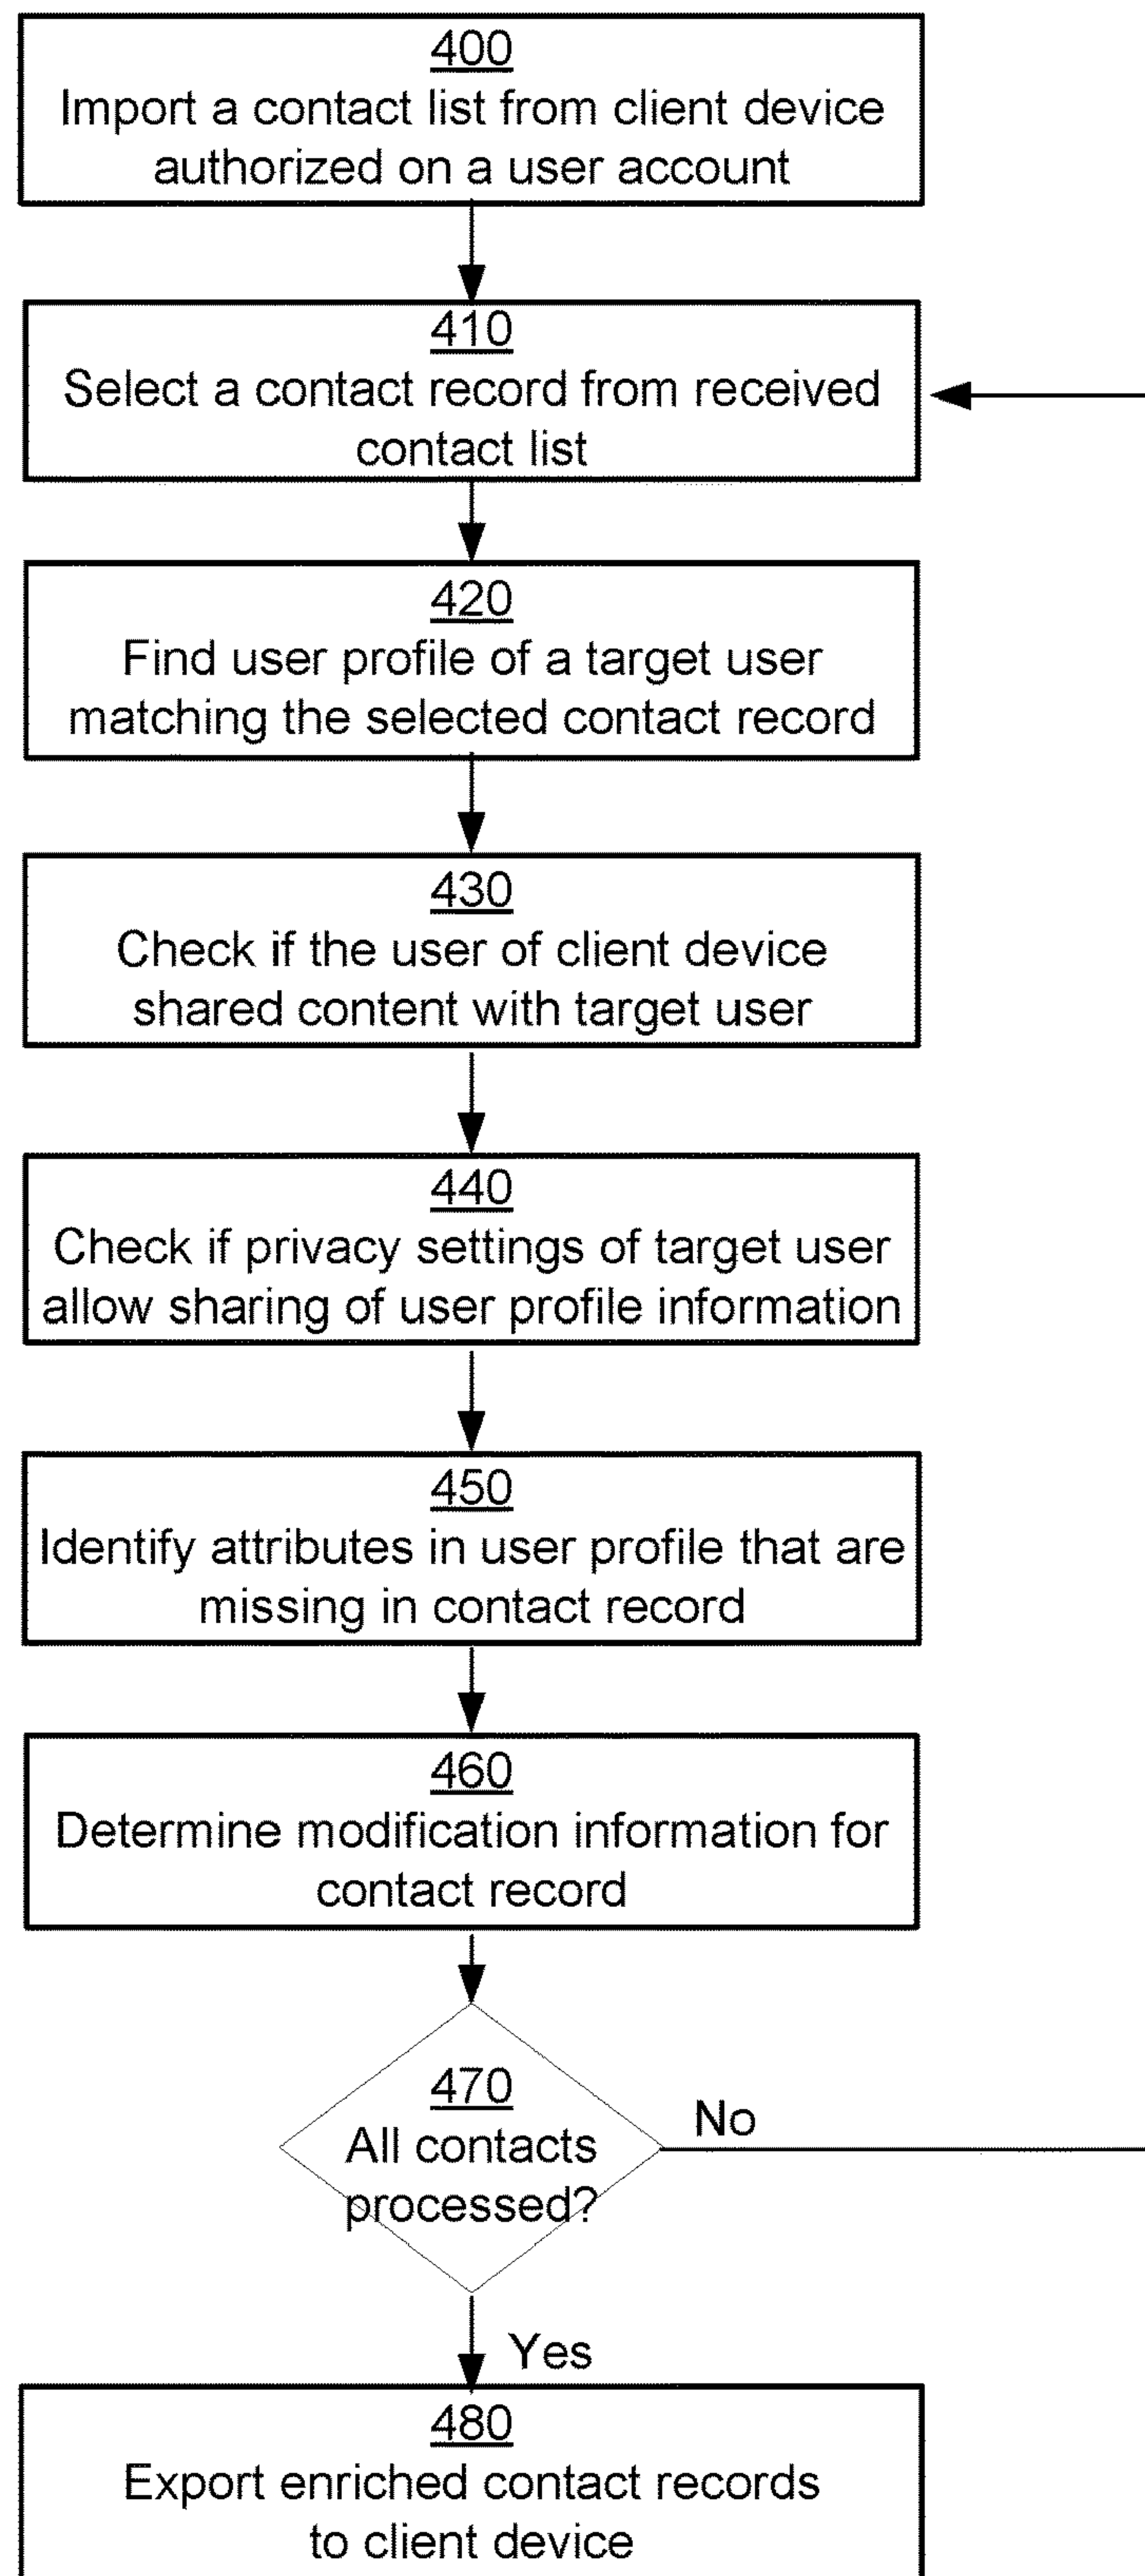 400
Import a contact list from client device
authorized on a user account
410
Select a contact record from received
contact list
420
Find user profile of a target user
matching the selected contact record
430
Check if the user of client device
shared content with target user
440
Check if privacy settings of target user
allow sharing of user profile information
450
Identify attributes in user profile that are
missing in contact record
460
Determine modification information for
contact record
470
All contacts
processed?
No
Yes
480
Export enriched contact records
to client device